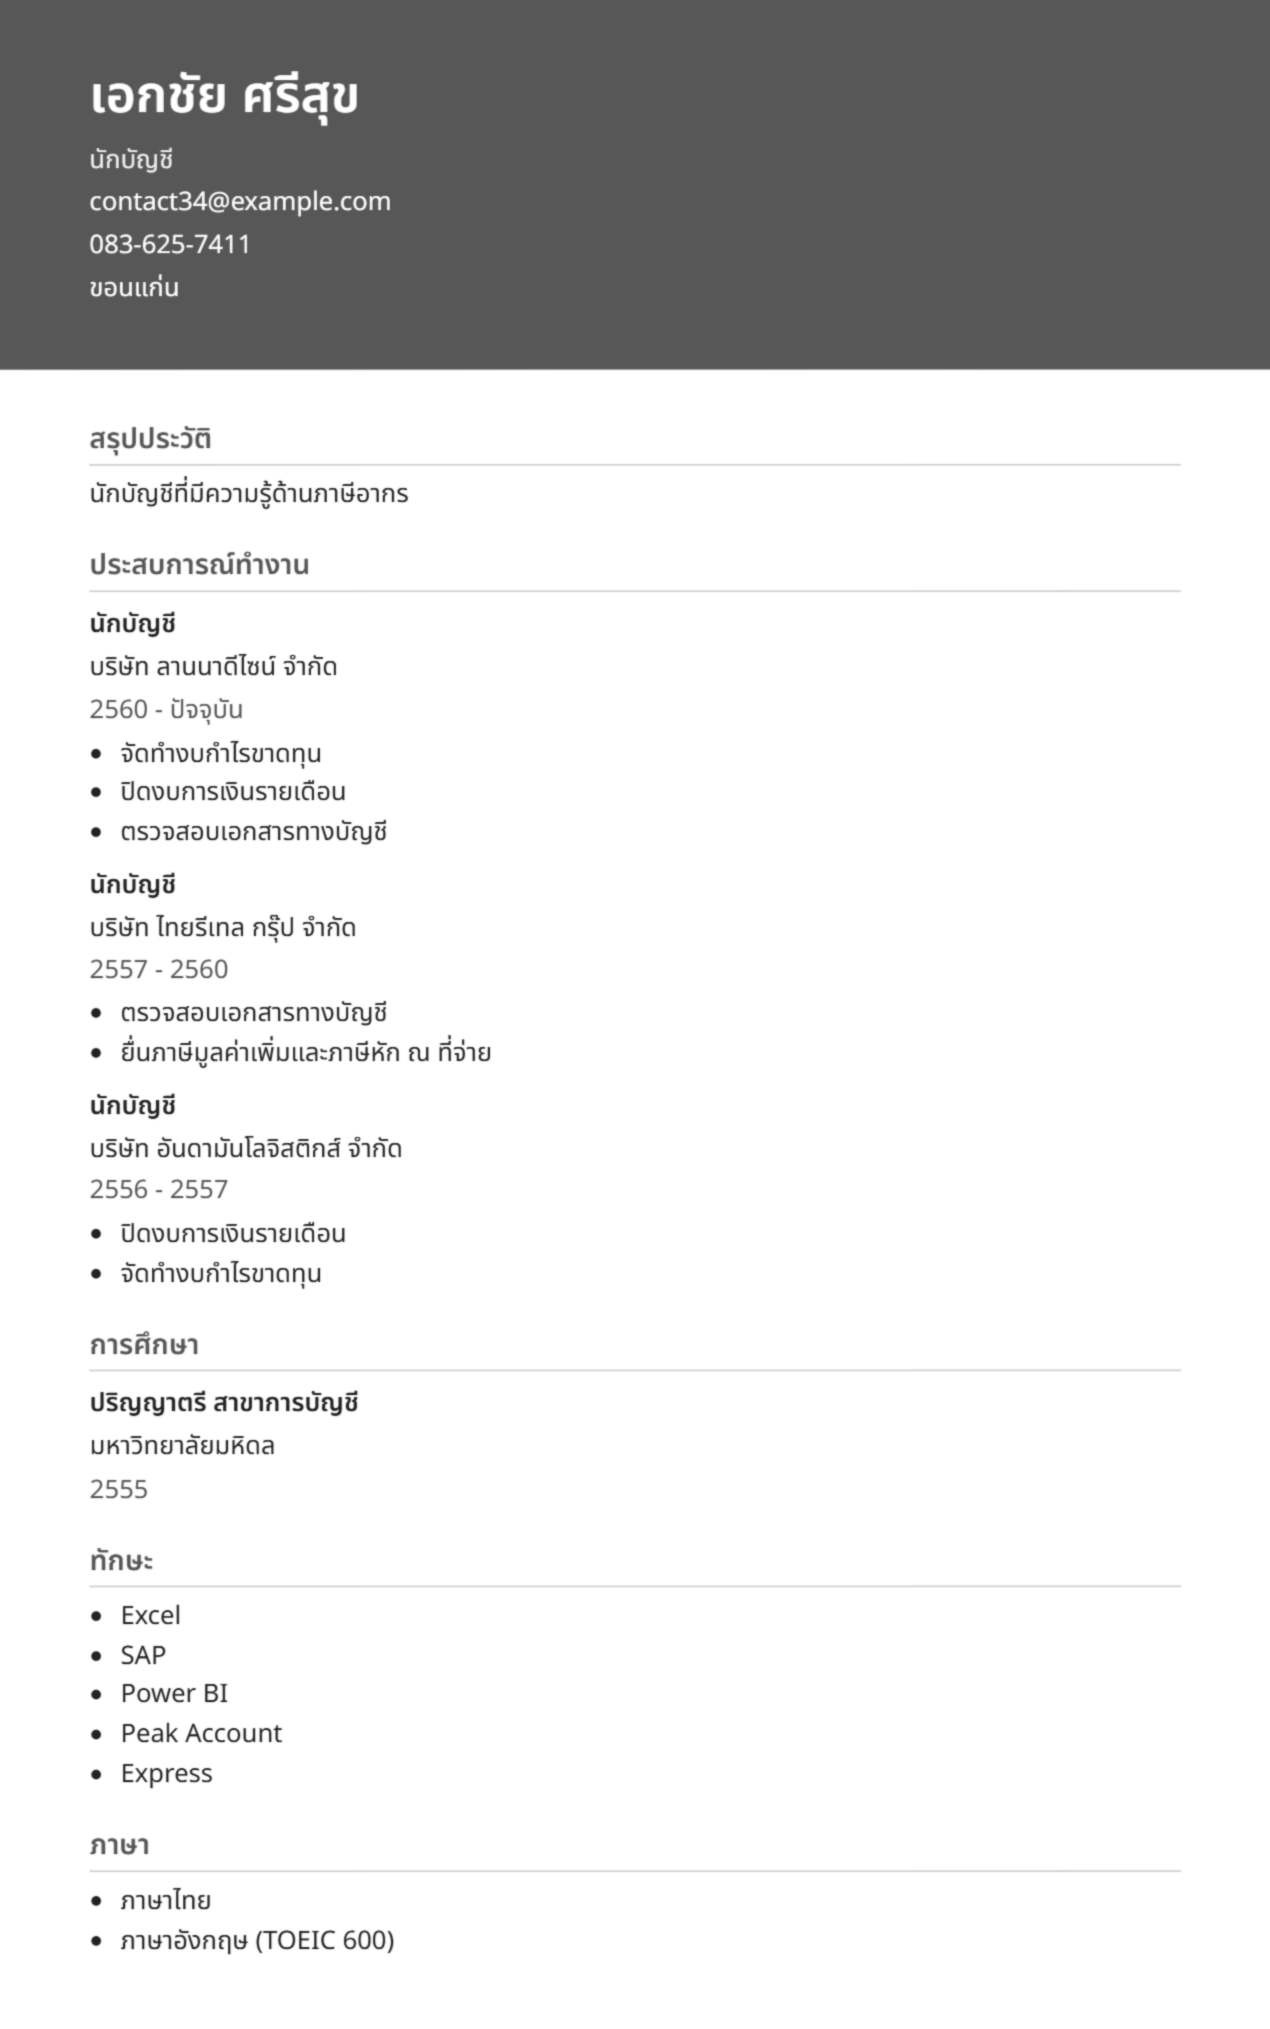 เอกชัย ศรีสุข
นักบัญชี
contact34@example.com
083-625-7411
ขอนแก่น
สรุปประวัติ
นักบัญชีที่มีความรู้ด้านภาษีอากร
ประสบการณ์ทำงาน
นักบัญชี
บริษัท ลานนาดีไซน์ จำกัด
2560 - ปัจจุบัน
• จัดทำงบกำไรขาดทุน
• ปิดงบการเงินรายเดือน
• ตรวจสอบเอกสารทางบัญชี
นักบัญชี
บริษัท ไทยรีเทล กรุ๊ป จำกัด
2557 - 2560
• ตรวจสอบเอกสารทางบัญชี
• ยื่นภาษีมูลค่าเพิ่มและภาษีหัก ณ ที่จ่าย
นักบัญชี
บริษัท อันดามันโลจิสติกส์ จำกัด
2556 - 2557
• ปิดงบการเงินรายเดือน
• จัดทำงบกำไรขาดทุน
การศึกษา
ปริญญาตรี สาขาการบัญชี
มหาวิทยาลัยมหิดล
2555
ทักษะ
• Excel
• SAP
• Power BI
• Peak Account
• Express
ภาษา
• ภาษาไทย
• ภาษาอังกฤษ (TOEIC 600)